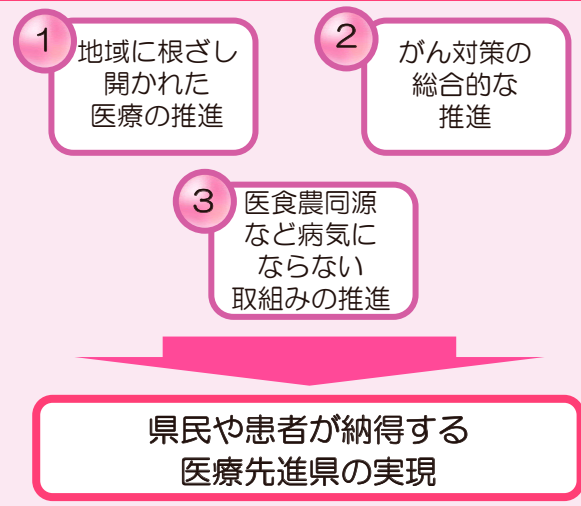 1
地域に根ざし
開かれた
医療の推進
2
がん対策の
総合的な
推進
3
医食農同源
など病気に
ならない
取組みの推進
県民や患者が納得する
医療先進県の実現